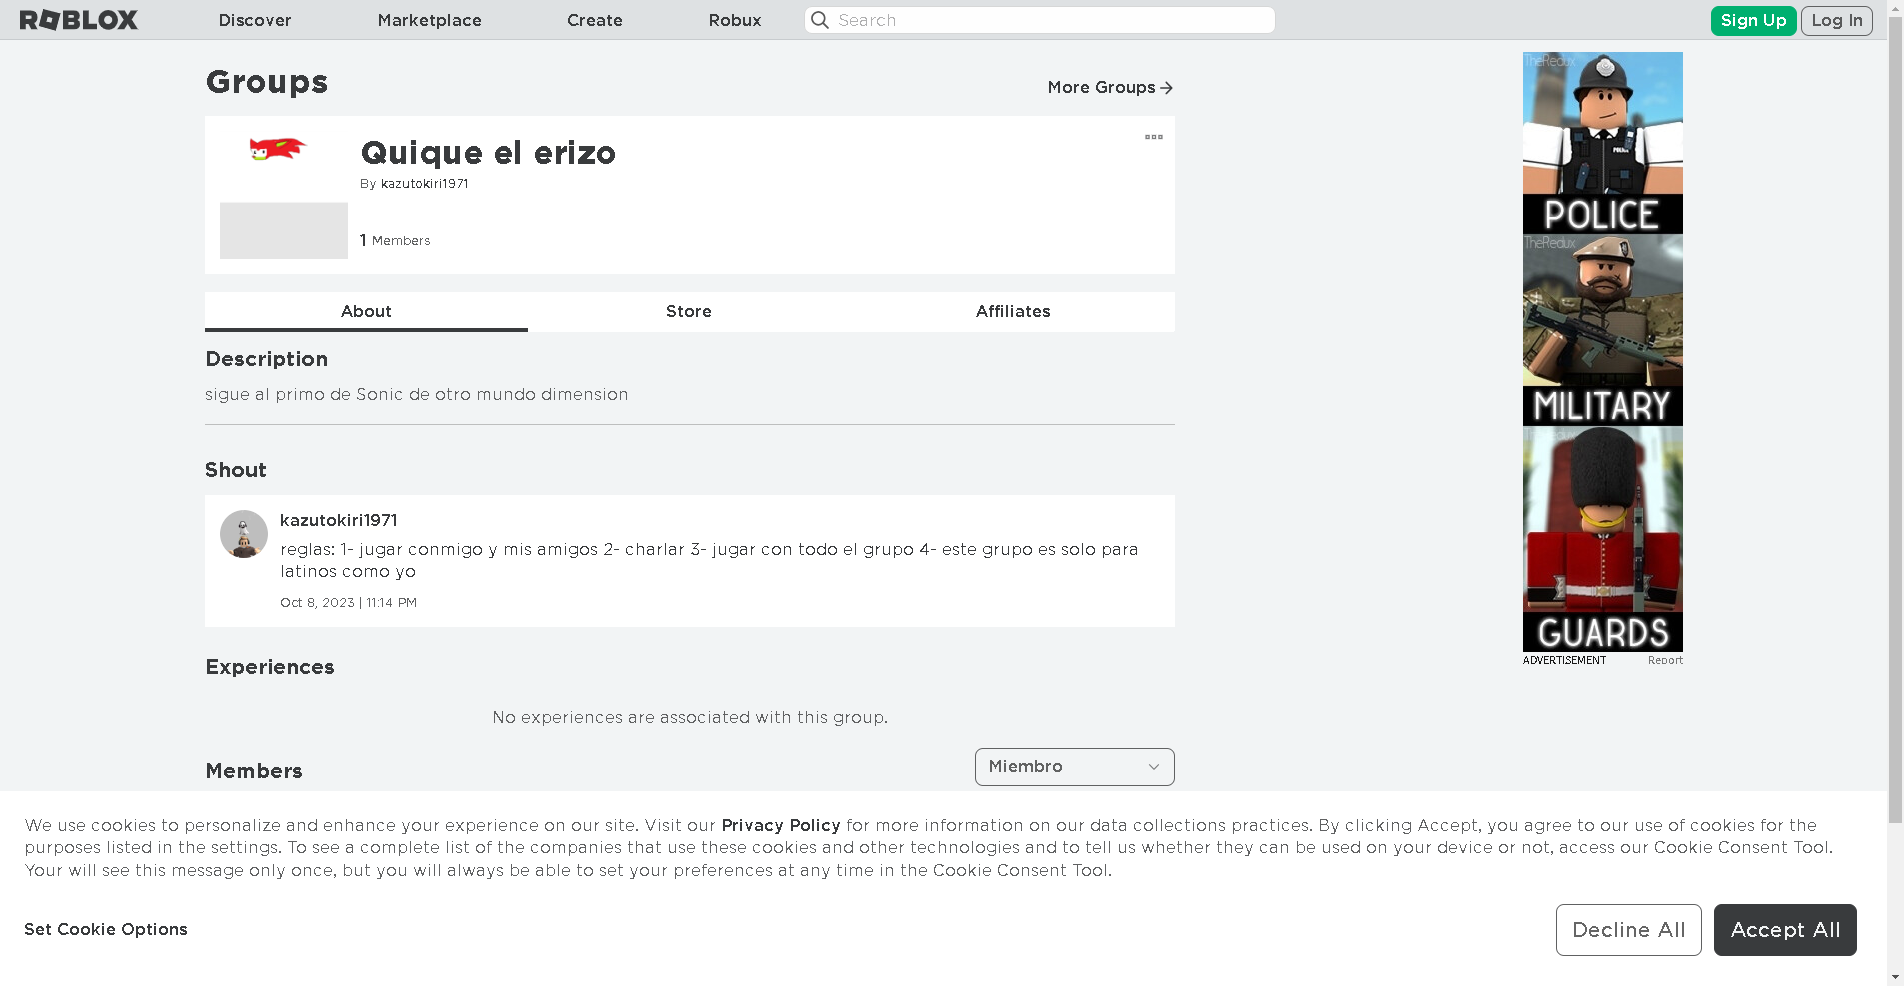 ROBLOX
Discover
Marketplace
Create
Robux
Search
Sign Up
Log In
Groups
More Groups
Quique el erizo
By kazutokiri1971
1 Members
About
Store
Affiliates
Description
sigue al primo de Sonic de otro mundo dimension
Shout
kazutokiri1971
reglas: 1- jugar conmigo y mis amigos 2- charlar 3- jugar con todo el grupo 4- este grupo es solo para
latinos como yo
Oct 8, 2023 | 11:14 PM
Experiences
No experiences are associated with this group.
Members
Miembro
TheRedux
POLICE
POLICE
TheRedux
MILITARY
TheRedux
GUARDS
ADVERTISEMENT
Report
We use cookies to personalize and enhance your experience on our site. Visit our Privacy Policy for more information on our data collections practices. By clicking Accept, you agree to our use of cookies for the
purposes listed in the settings. To see a complete list of the companies that use these cookies and other technologies and to tell us whether they can be used on your device or not, access our Cookie Consent Tool.
Your will see this message only once, but you will always be able to set your preferences at any time in the Cookie Consent Tool.
Set Cookie Options
Decline All
Accept All